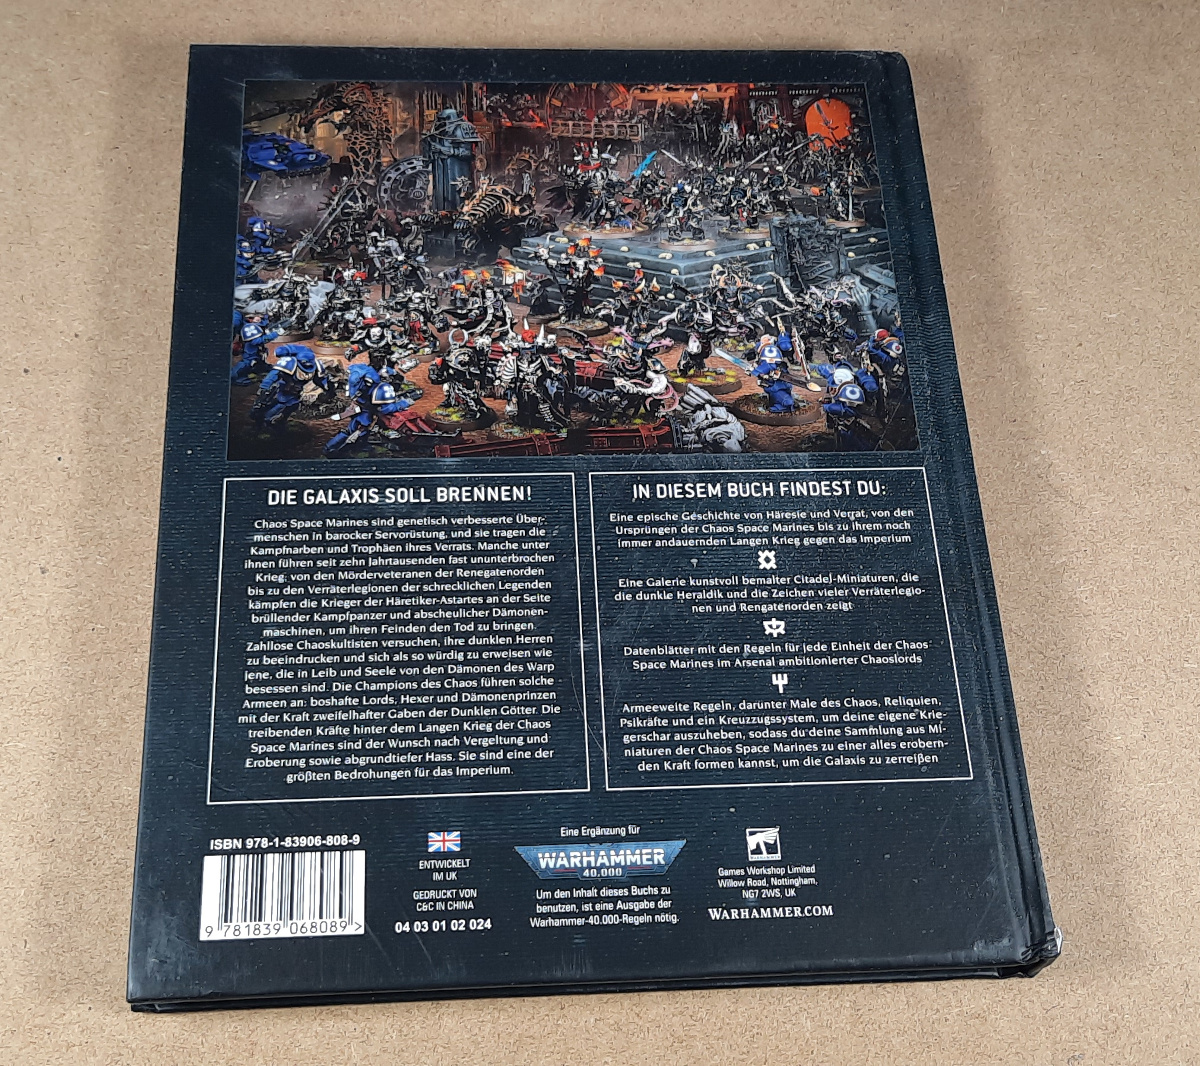 DIE GALAXIS SOLL BRENNEN!
Chaos Space Marines sind genetisch verbesserte Über-
menschen in barocker Servorüstung, und sie tragen die
Kampfnarben und Trophäen ihres Verrats. Manche unter
ihnen führen seit zehn Jahrtausenden fast ununterbrochen
Krieg; von den Mörderveteranen der Renegatenorden
bis zu den Verräterlegionen der schrecklichen Legenden
kämpfen die Krieger der Häretiker-Astartes an der Seite
brüllender Kampfpanzer und abscheulicher Dämonen-
maschinen, um ihren Feinden den Tod zu bringen.
Zahllose Chaoskultisten versuchen, ihre dunklen Herren
zu beeindrucken und sich als so würdig zu erweisen wie
jene, die in Leib und Seele von den Dämonen des Warp
besessen sind. Die Champions des Chaos führen solche
Armeen an: boshafte Lords, Hexer und Dämonenprinzen
mit der Kraft zweifelhafter Gaben der Dunklen Götter. Die
treibenden Kräfte hinter dem Langen Krieg der Chaos
Space Marines sind der Wunsch nach Vergeltung und
Eroberung sowie abgrundtiefer Hass. Sie sind eine der
größten Bedrohungen für das Imperium.
IN DIESEM BUCH FINDEST DU:
Eine epische Geschichte von Häresie und Verrat, von den
Ursprüngen der Chaos Space Marines bis zu ihrem noch
immer andauernden Langen Krieg gegen das Imperium
Eine Galerie kunstvoll bemalter Citadel-Miniaturen, die
die dunkle Heraldik und die Zeichen vieler Verräterlegio-
nen und Rengatenorden zeigt
Datenblätter mit den Regeln für jede Einheit der Chaos
Space Marines im Arsenal ambitionierter Chaoslords
Armeeweite Regeln, darunter Male des Chaos, Reliquien,
Psikräfte und ein Kreuzzugssystem, um deine eigene Krie-
gerschar auszuheben, sodass du deine Sammlung aus Mi-
niaturen der Chaos Space Marines zu einer alles erobern-
den Kraft formen kannst, um die Galaxis zu zerreißen
ISBN 978-1-83906-808-9
9 781839 068089 >
ENTWICKELT
IM UK
GEDRUCKT VON
C&C IN CHINA
04 03 01 02 024
Eine Ergänzung für
WARHAMMER
40.000
Um den Inhalt dieses Buchs zu
benutzen, ist eine Ausgabe der
Warhammer-40.000-Regeln nötig.
WARHAMMER
Games Workshop Limited
Willow Road, Nottingham,
NG7 2WS, UK
WARHAMMER.COM